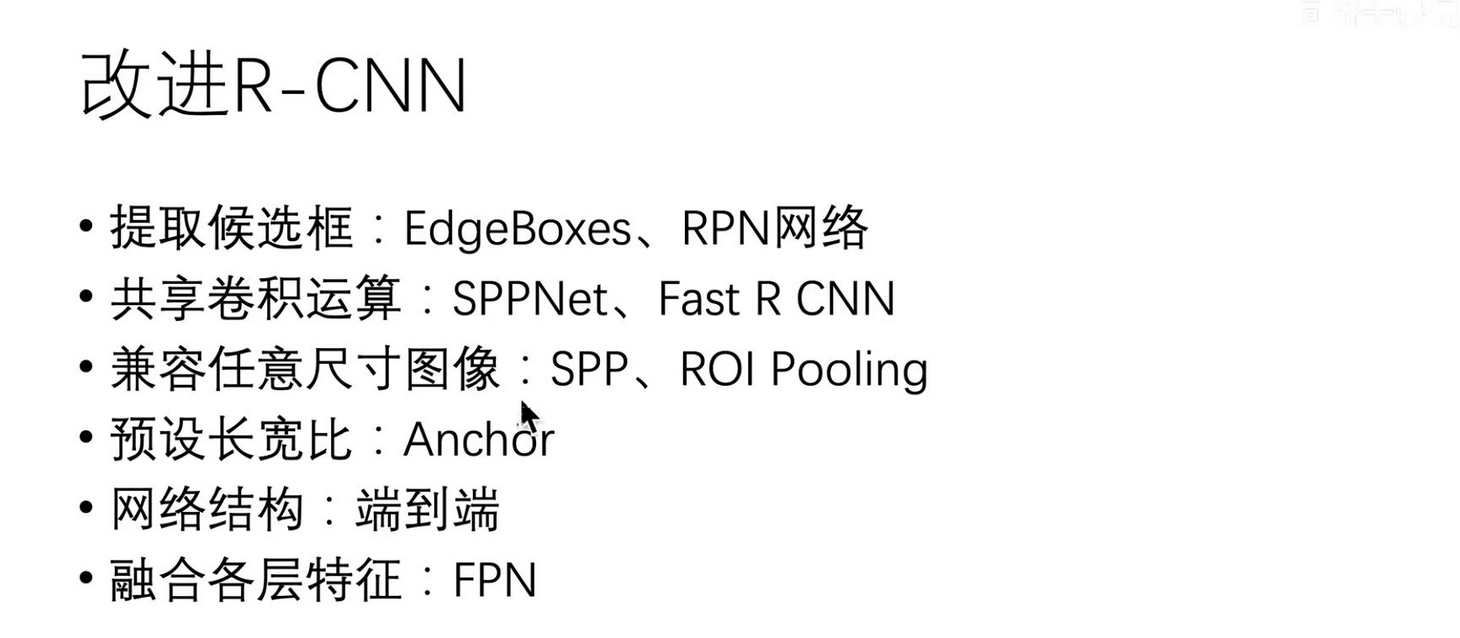 改进R-CNN
• 提取候选框：EdgeBoxes、RPN网络
• 共享卷积运算：SPPNet、Fast R CNN
• 兼容任意尺寸图像：SPP、ROI Pooling
• 预设长宽比：Anchor
• 网络结构：端到端
• 融合各层特征：FPN